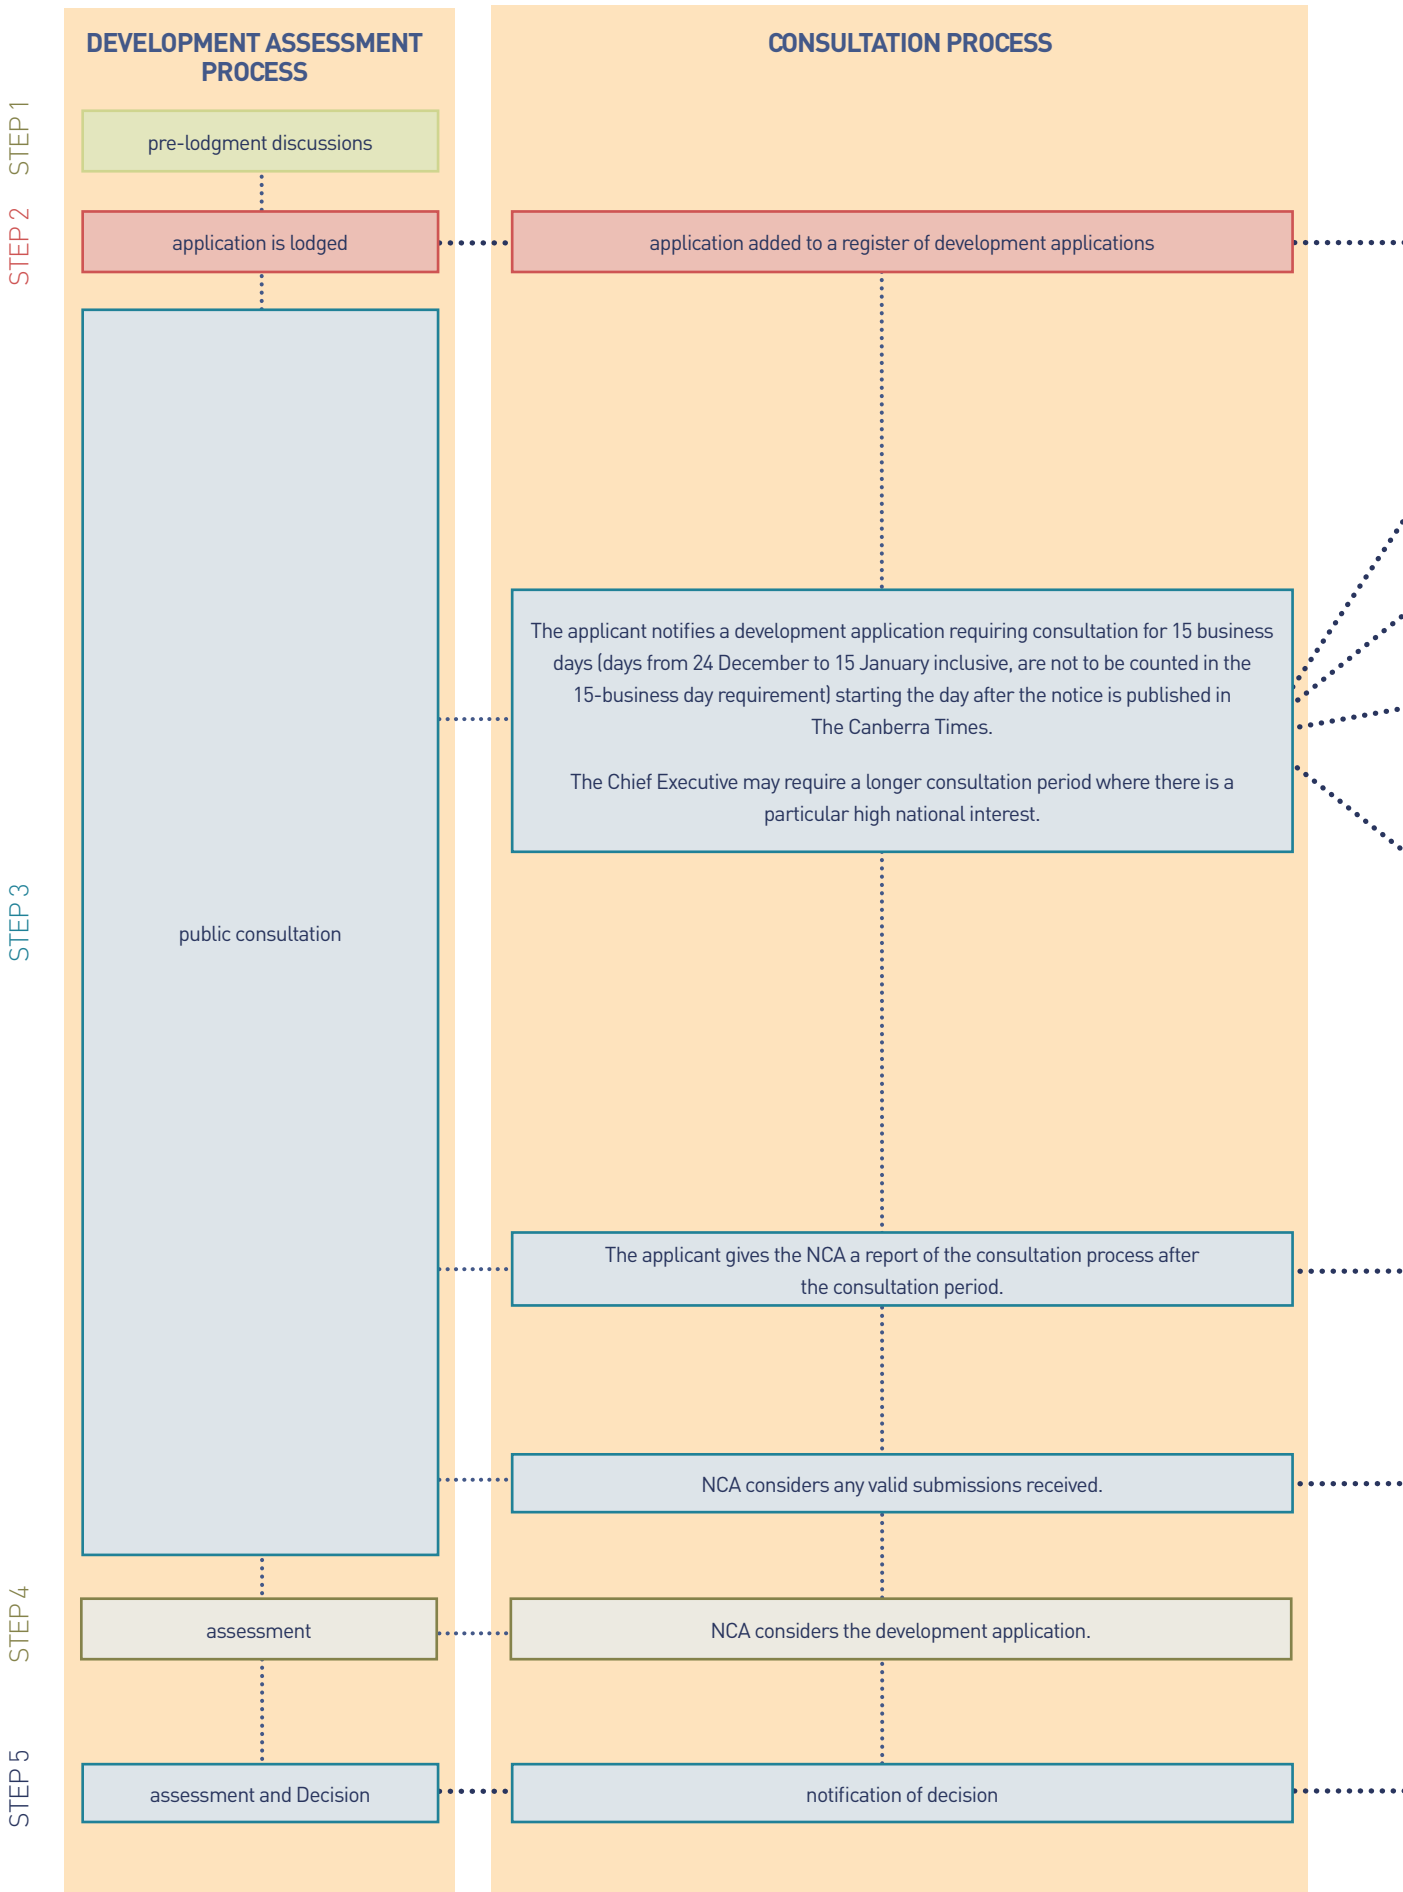 DEVELOPMENT ASSESSMENT
PROCESS
CONSULTATION PROCESS
STEP 1
pre-lodgment discussions
STEP 2
application is lodged
application added to a register of development applications
STEP 3
public consultation
The applicant notifies a development application requiring consultation for 15 business
days (days from 24 December to 15 January inclusive, are not to be counted in the
15-business day requirement) starting the day after the notice is published in
The Canberra Times.
The Chief Executive may require a longer consultation period where there is a
particular high national interest.
The applicant gives the NCA a report of the consultation process after
the consultation period.
NCA considers any valid submissions received.
STEP 4
assessment
NCA considers the development application.
STEP 5
assessment and Decision
notification of decision